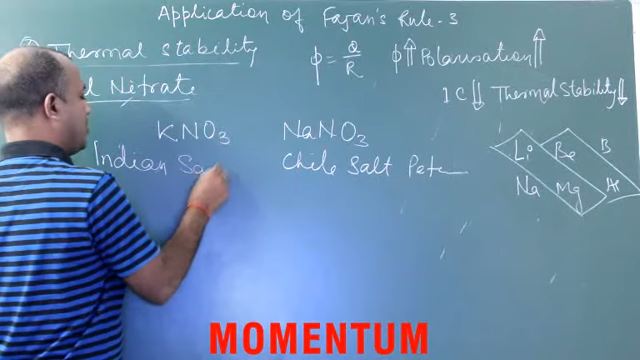 Application of Fajan's Rule-3
Thermal stability
Nitrate
φ = Q/R
φ↑↑ Polarisation ↑↑
IC ↓↓ Thermal Stability ↓↓
KNO3 NaNO3
Indian Sa Chile Salt Pete
Li Be B
Na Mg Al
MOMENTUM